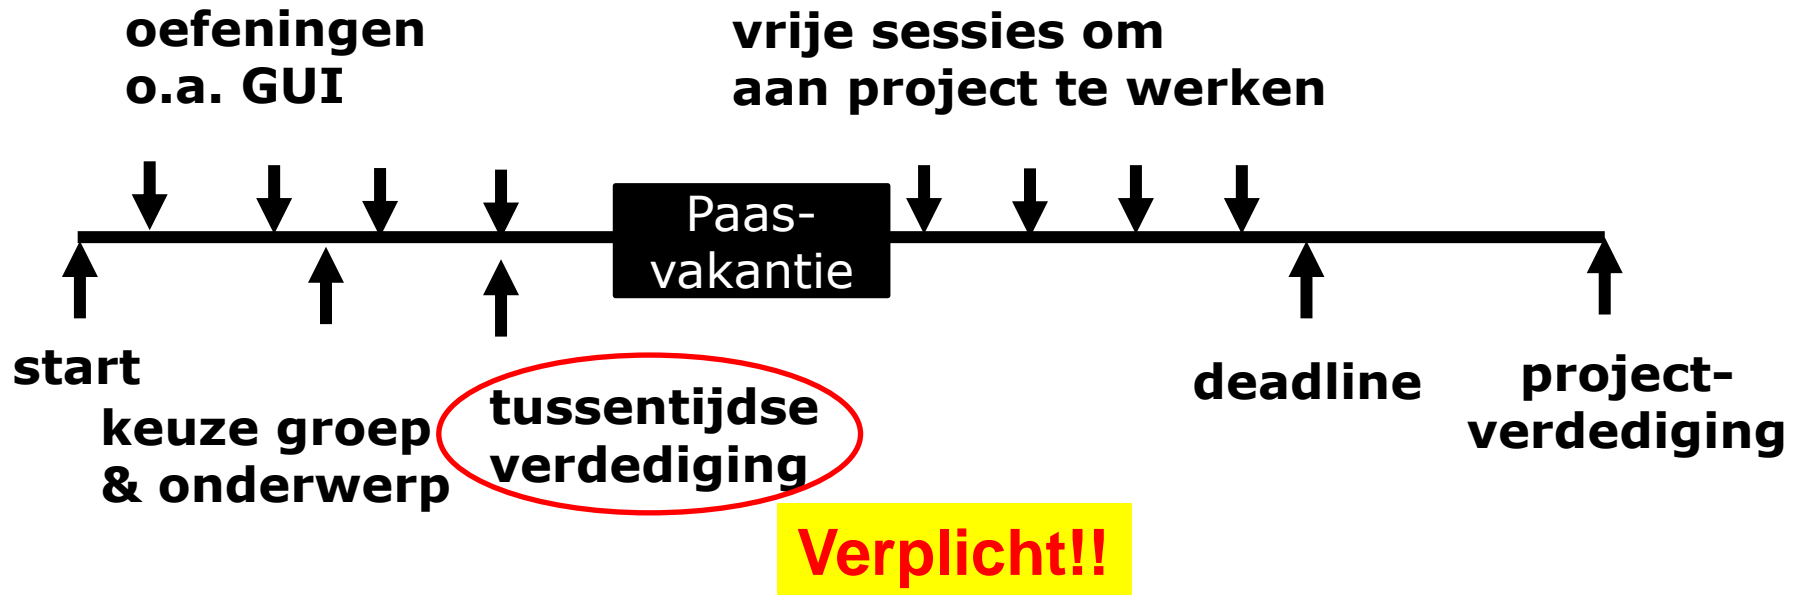 oefeningen
o.a. GUI
vrije sessies om
aan project te werken
Paas-
vakantie
start
keuze groep
& onderwerp
tussentijdse
verdediging
deadline
project-
verdediging
Verplicht!!